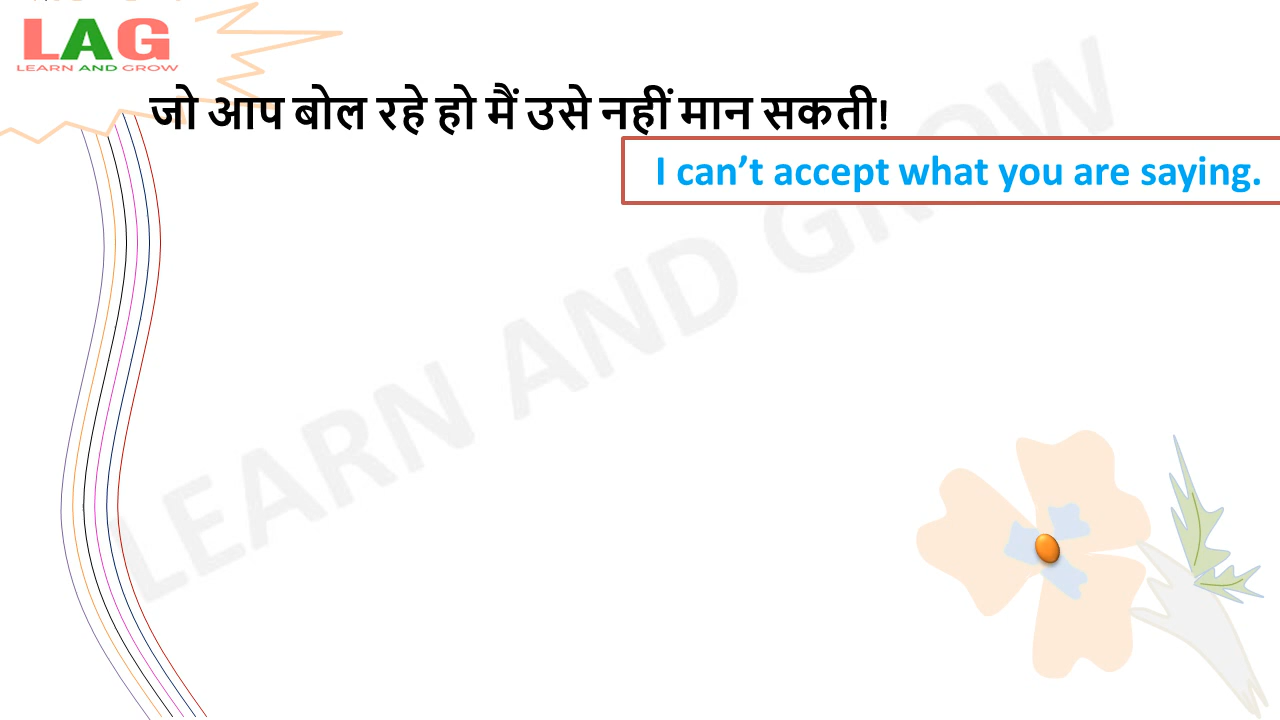 LAG
LEARN AND GROW
जो आप बोल रहे हो मैं उसे नहीं मान सकती!
I can’t accept what you are saying.
LEARN AND GROW